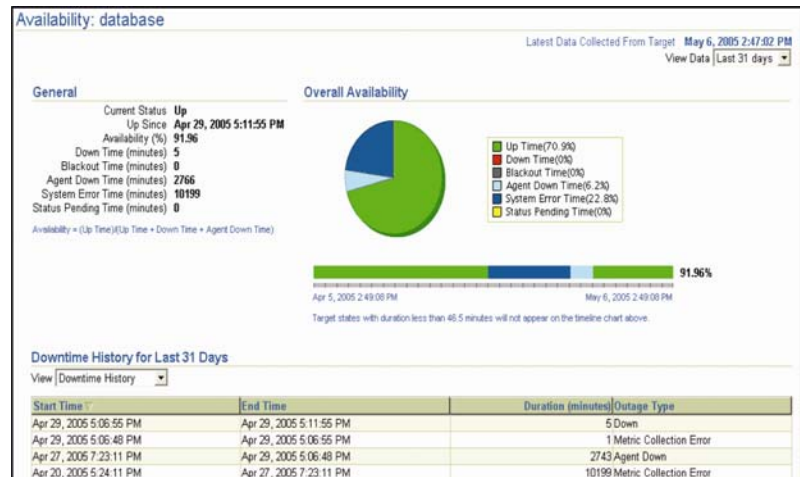 Availability: database
Latest Data Collected From Target May 6, 2005 2:47:02 PM
View Data Last 31 days
General
Current Status Up
Up Since Apr 29, 2005 5:11:55 PM
Availability (%) 91.96
Down Time (minutes) 5
Blackout Time (minutes) 0
Agent Down Time (minutes) 2766
System Error Time (minutes) 10199
Status Pending Time (minutes) 0
Availability = (Up Time)/(Up Time + Down Time + Agent Down Time)
Overall Availability
Up Time(70.9%)
Down Time(0%)
Blackout Time(0%)
Agent Down Time(6.2%)
System Error Time(22.8%)
Status Pending Time(0%)
91.96%
Apr 5, 2005 2:49:08 PM May 6, 2005 2:49:08 PM
Target states with duration less than 46.5 minutes will not appear on the timeline chart above.
Downtime History for Last 31 Days
View Downtime History
Start Time End Time Duration (minutes) Outage Type
Apr 29, 2005 5:06:55 PM Apr 29, 2005 5:11:55 PM 5 Down
Apr 29, 2005 5:06:48 PM Apr 29, 2005 5:06:55 PM 1 Metric Collection Error
Apr 27, 2005 7:23:11 PM Apr 29, 2005 5:06:48 PM 2743 Agent Down
Apr 20, 2005 5:24:11 PM Apr 27, 2005 7:23:11 PM 10199 Metric Collection Error